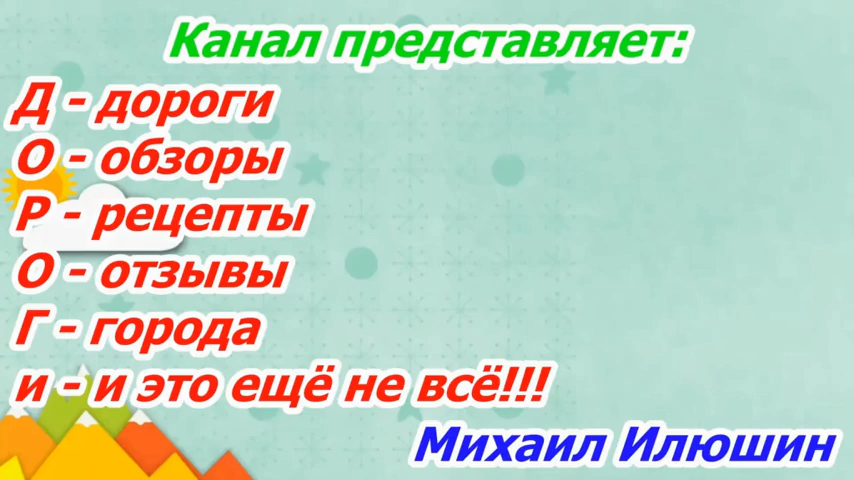 Канал представляет:
Д - дороги
О - обзоры
Р - рецепты
О - отзывы
Г - города
и - и это ещё не всё!!!
Михаил Илюшин